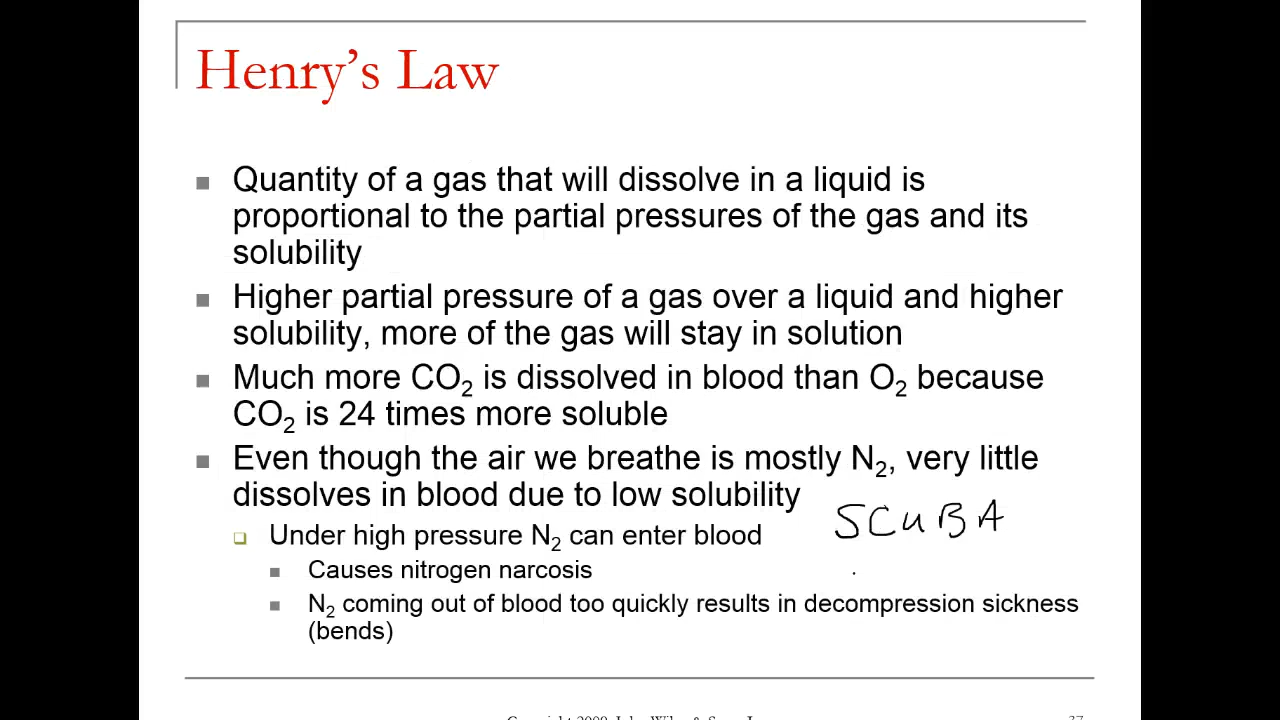 Henry's Law
Quantity of a gas that will dissolve in a liquid is
proportional to the partial pressures of the gas and its
solubility
Higher partial pressure of a gas over a liquid and higher
solubility, more of the gas will stay in solution
Much more CO₂ is dissolved in blood than O₂ because
CO₂ is 24 times more soluble
Even though the air we breathe is mostly N₂, very little
dissolves in blood due to low solubility
SCUBA
Under high pressure N₂ can enter blood
Causes nitrogen narcosis
N₂ coming out of blood too quickly results in decompression sickness
(bends)